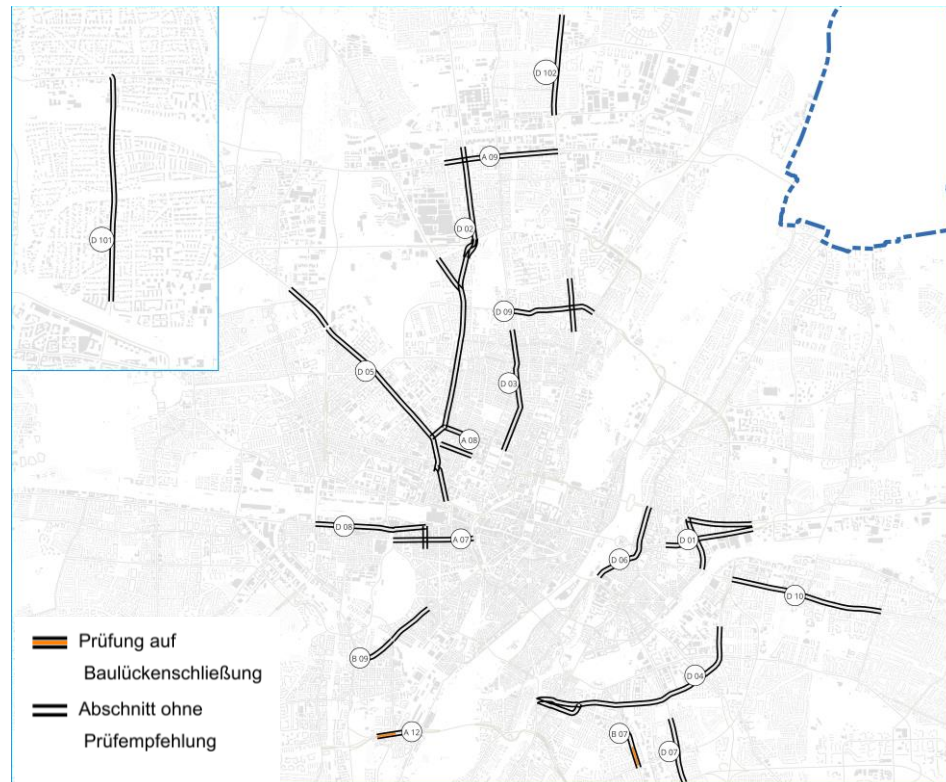 D 102
A 09
D 101
D 02
D 09
D 05
D 03
A 08
D 08
A 07
D 01
D 06
D 10
B 09
D 04
A 12
B 07
D 07
Prüfung auf
Baulückenschließung
Abschnitt ohne
Prüfempfehlung